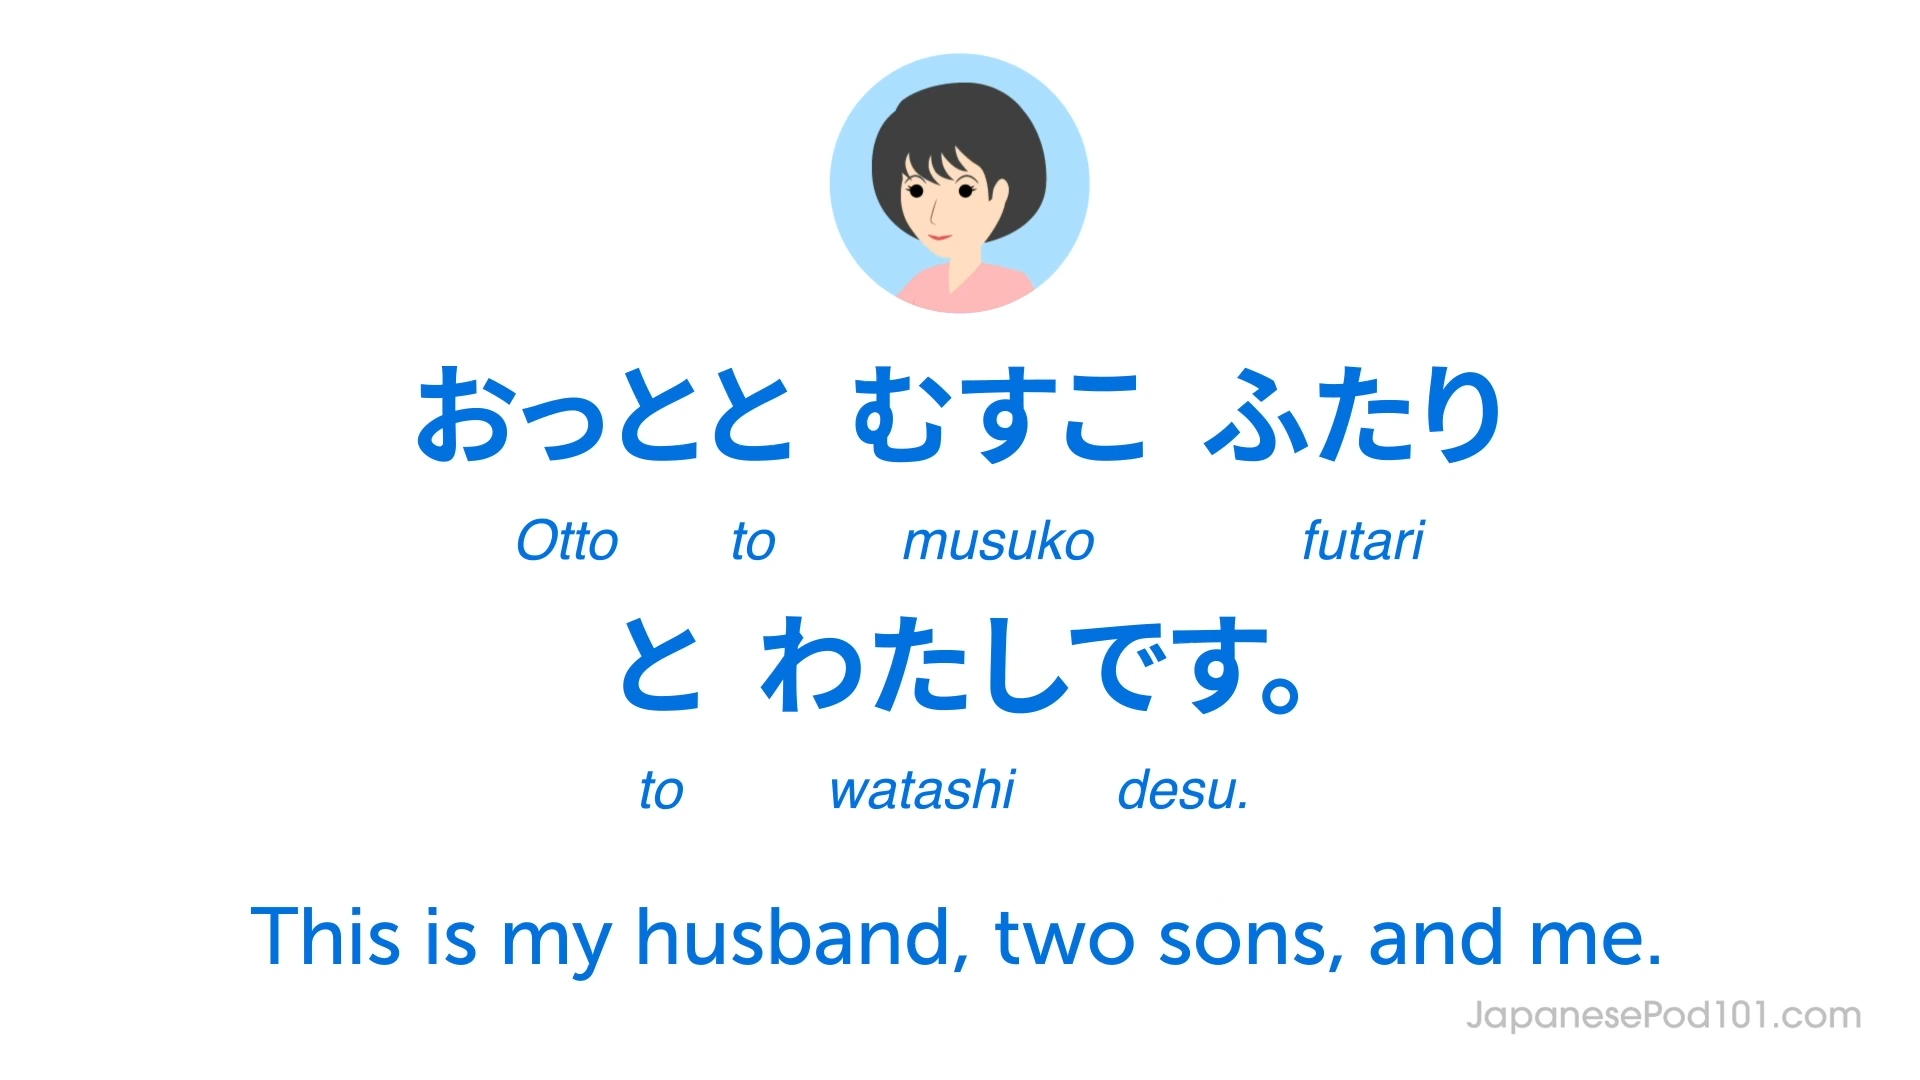 おっとと むすこ ふたり
Otto to musuko futari
と わたしです。
to watashi desu.
This is my husband, two sons, and me.
JapanesePod101.com